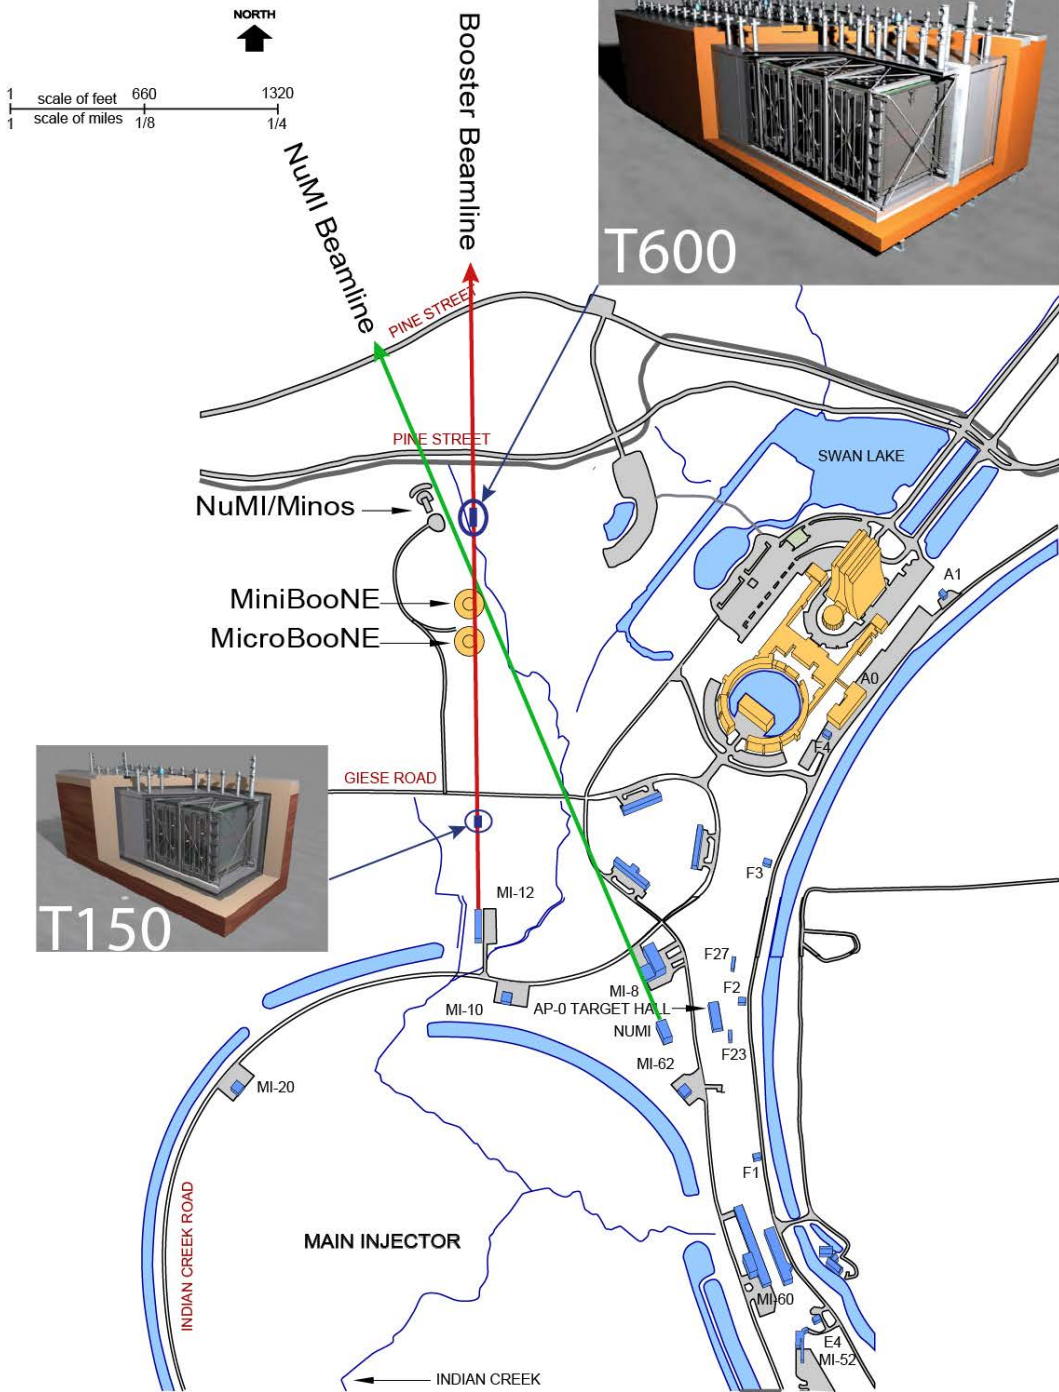 NORTH
1 660 1320
scale of feet
scale of miles
1 1/8 1/4
Booster Beamline
NuMI Beamline
T600
PINE STREET
PINE STREET
SWAN LAKE
NuMI/Minos
A1
MiniBooNE
MicroBooNE
A0
F4
GIESE ROAD
F3
MI-12
T150
F27
MI-8
F2
MI-10
AP-0 TARGET HALL
NUMI
F23
MI-62
MI-20
F1
INDIAN CREEK ROAD
MAIN INJECTOR
MI-60
E4
MI-52
INDIAN CREEK